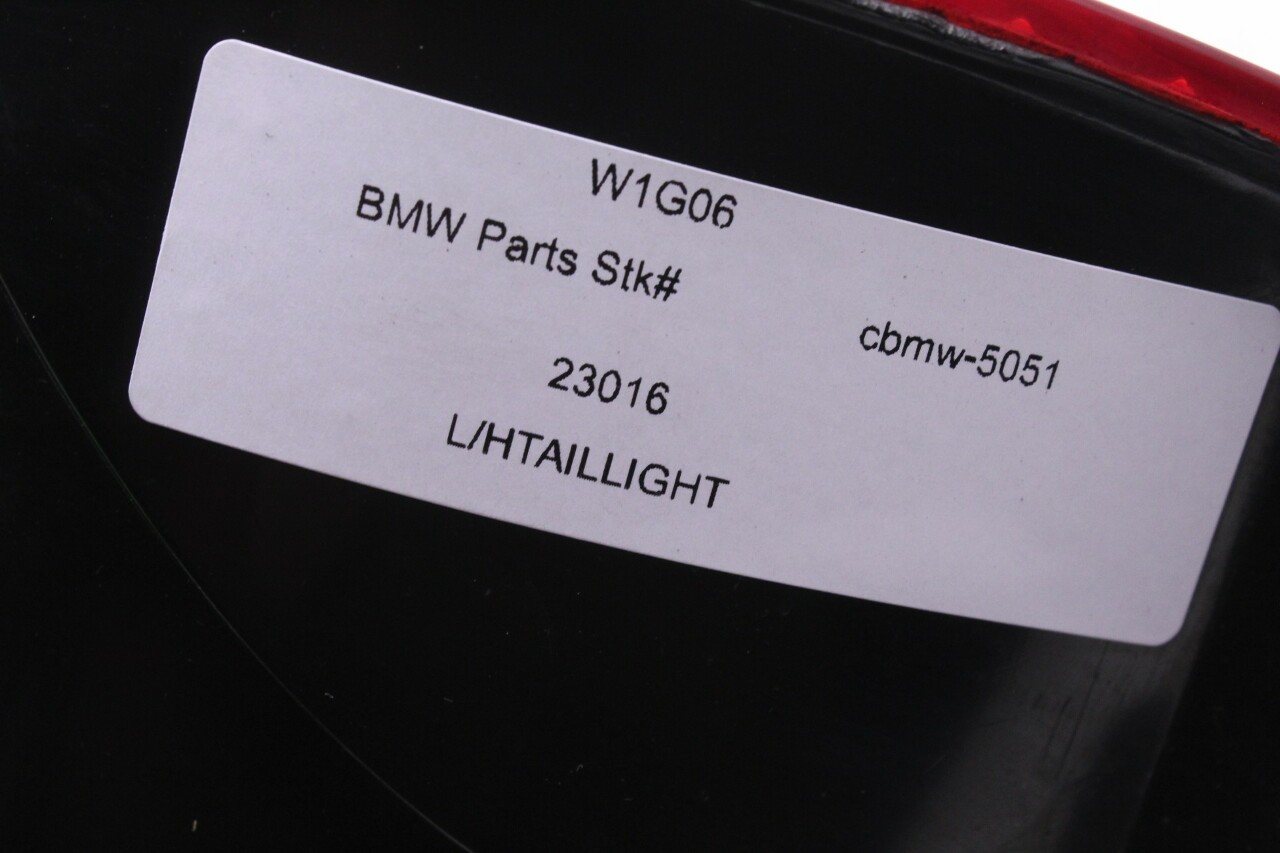 W1G06
BMW Parts Stk#
cbmw-5051
23016
L/HTAILLIGHT